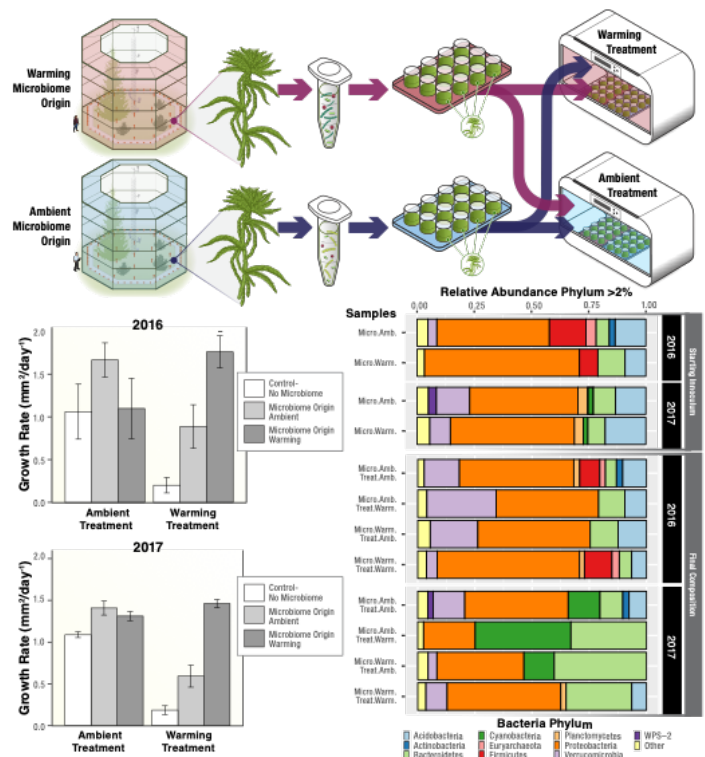 Warming
Microbiome
Origin
Warming
Treatment
Ambient
Microbiome
Origin
Ambient
Treatment
2016
Growth Rate (mm²/day⁻¹)
2.0
1.5
1.0
0.5
0.0
Ambient
Treatment
Warming
Treatment
Control-
No Microbiome
Microbiome Origin
Ambient
Microbiome Origin
Warming
2017
Growth Rate (mm²/day⁻¹)
2.0
1.5
1.0
0.5
0.0
Ambient
Treatment
Warming
Treatment
Control-
No Microbiome
Microbiome Origin
Ambient
Microbiome Origin
Warming
Relative Abundance Phylum >2%
Samples
0.00 0.25 0.50 0.75 1.00
Micro.Amb.
Micro.Warm.
2016
Micro.Amb.
Micro.Warm.
2017
Starting Innoculum
Micro.Amb.
Treat.Amb.
Micro.Amb.
Treat.Warm.
Micro.Warm.
Treat.Amb.
Micro.Warm.
Treat.Warm.
2016
Micro.Amb.
Treat.Amb.
Micro.Amb.
Treat.Warm.
Micro.Warm.
Treat.Amb.
Micro.Warm.
Treat.Warm.
2017
Final Composition
Bacteria Phylum
Acidobacteria Cyanobacteria Planctomycetes WPS-2
Actinobacteria Euryarchaeota Proteobacteria Other
Bacteroidetes Firmicutes Verrucomicrobia